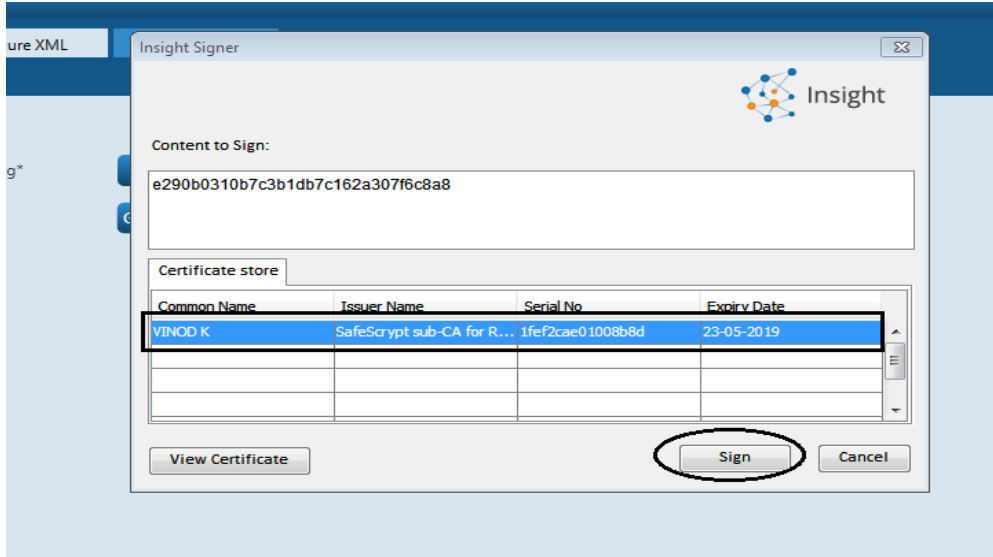 ure XML
Insight Signer
Insight
Content to Sign:
g*
e290b0310b7c3b1db7c162a307f6c8a8
Certificate store
Common Name Issuer Name Serial No Expiry Date
VINOD K SafeScrypt sub-CA for R... 1fef2cae01008b8d 23-05-2019
View Certificate Sign Cancel